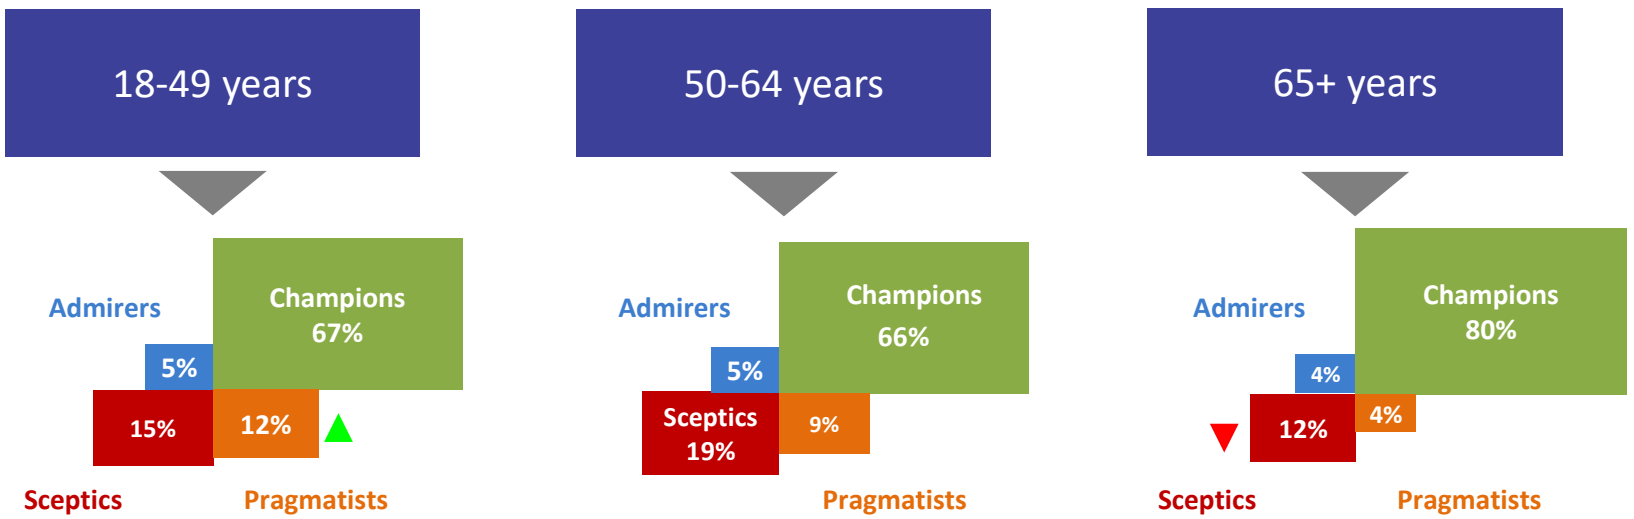 18-49 years
Admirers
Champions
67%
5%
15%
12%
Sceptics
Pragmatists
50-64 years
Admirers
Champions
66%
5%
Sceptics
19%
9%
Pragmatists
65+ years
Admirers
Champions
80%
4%
12%
4%
Sceptics
Pragmatists